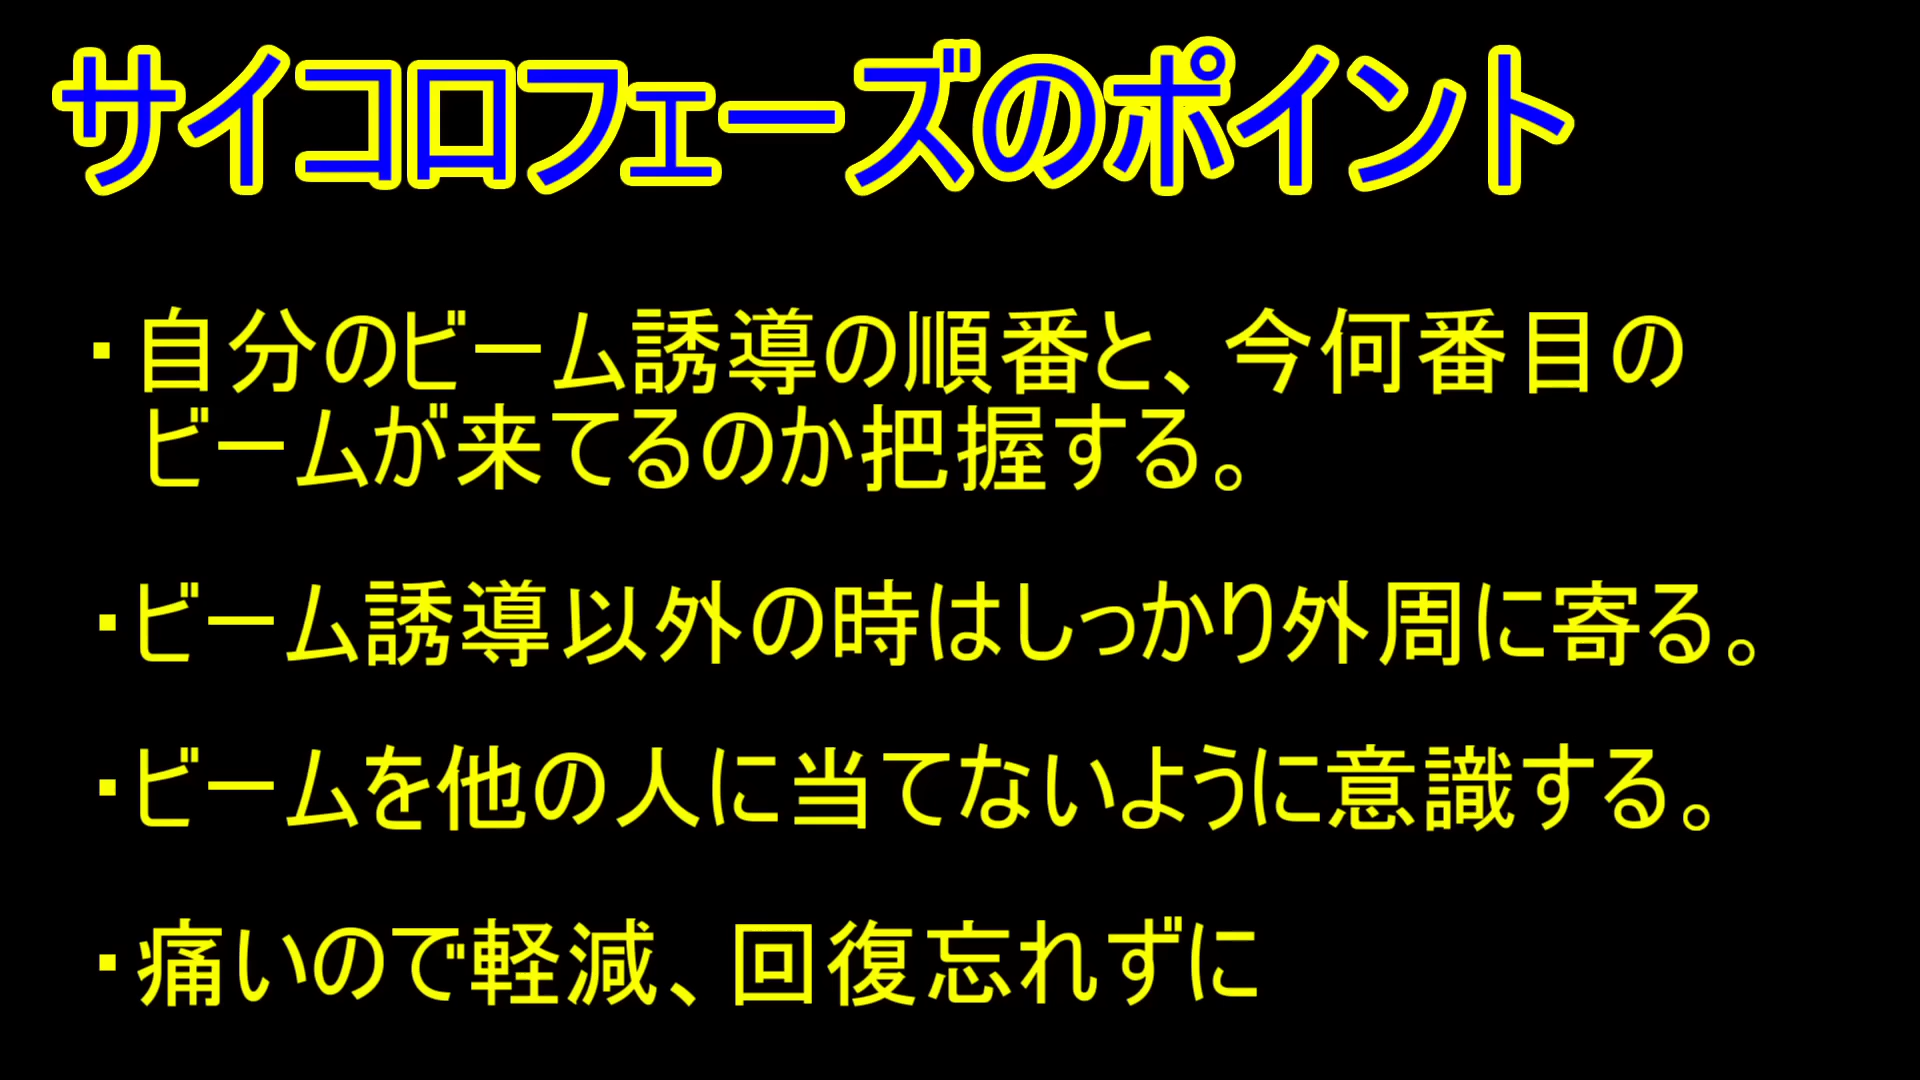 サイコロフェーズのポイント
・自分のビーム誘導の順番と、今何番目の
ビームが来てるのか把握する。
・ビーム誘導以外の時はしっかり外周に寄る。
・ビームを他の人に当てないように意識する。
・痛いので軽減、回復忘れずに